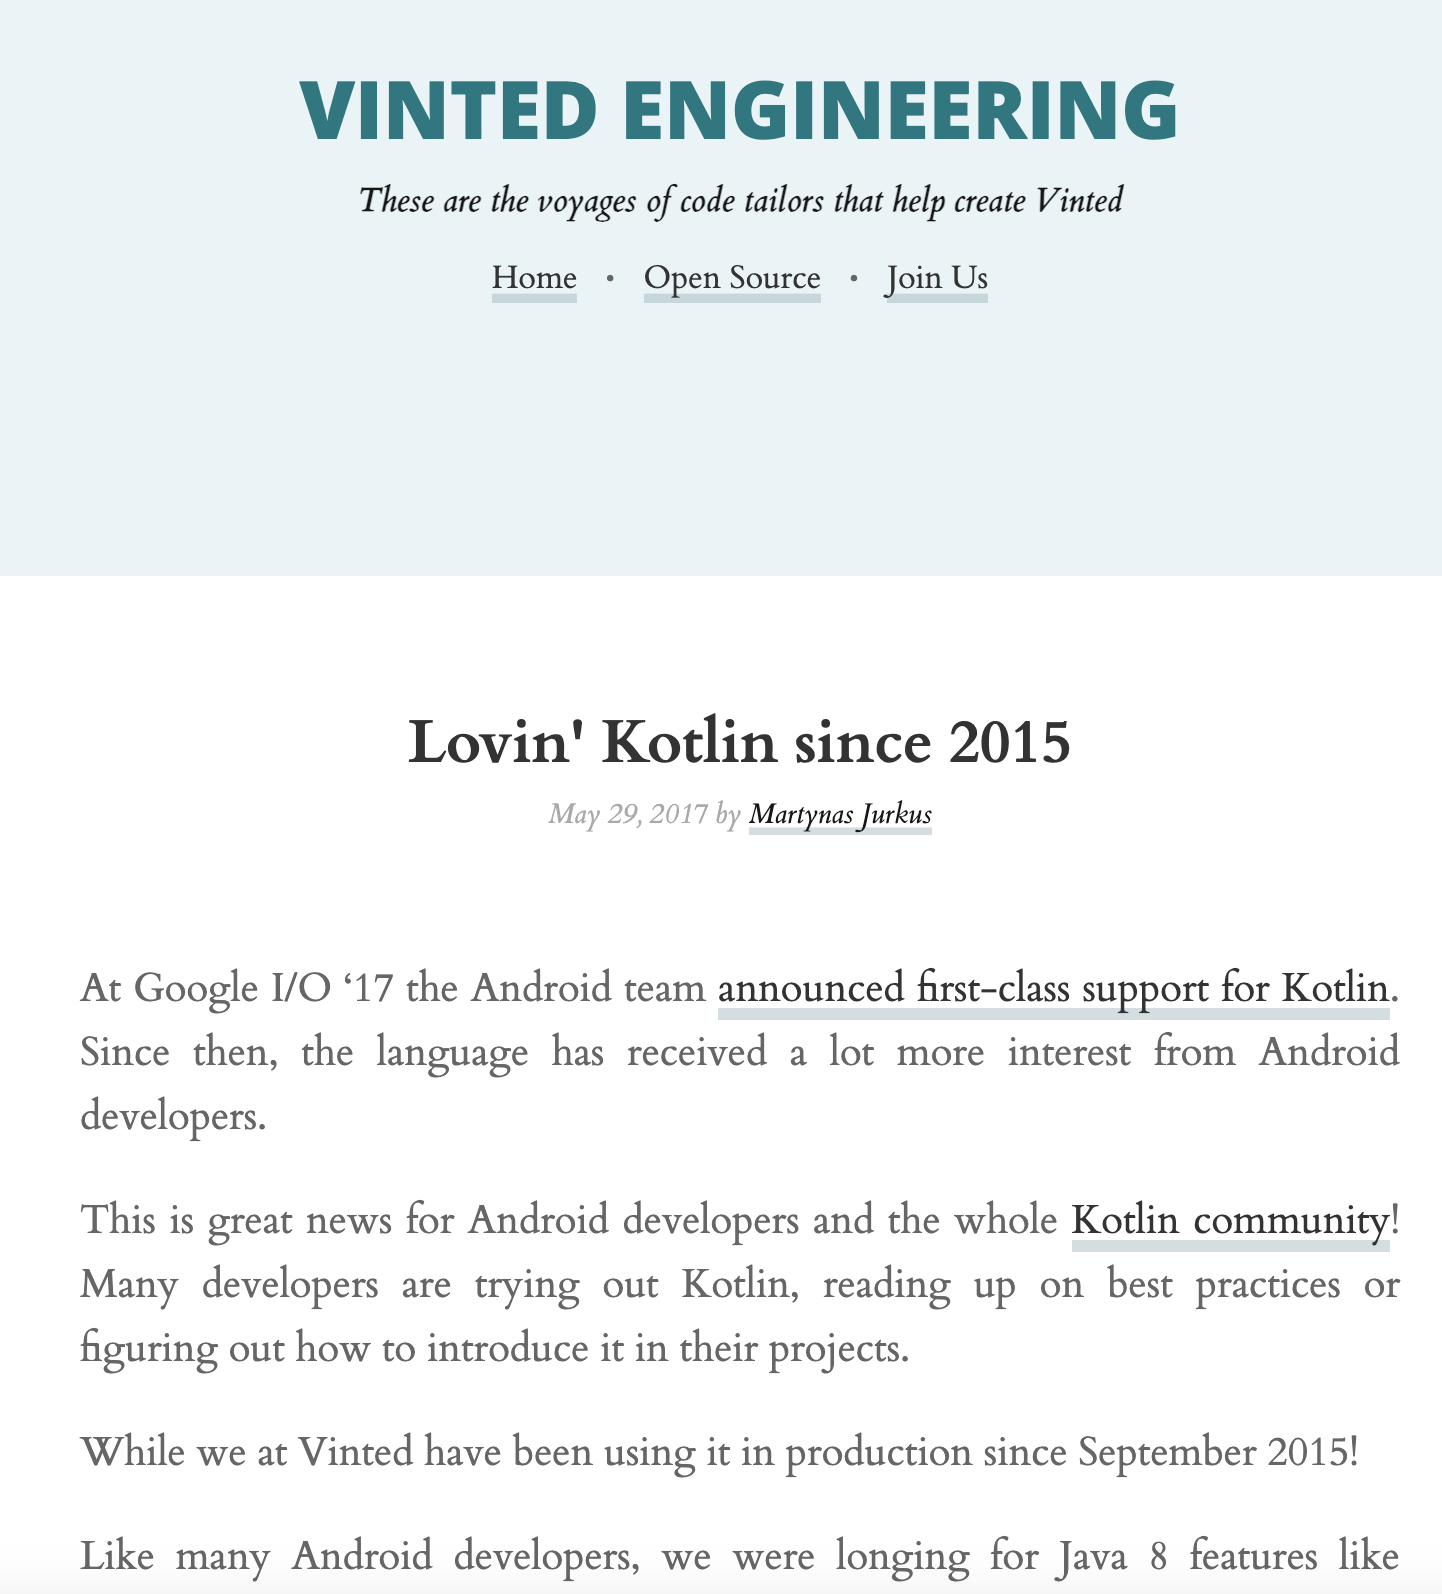 VINTED ENGINEERING
These are the voyages of code tailors that help create Vinted
Home • Open Source • Join Us
Lovin' Kotlin since 2015
May 29, 2017 by Martynas Jurkus
At Google I/O ‘17 the Android team announced first-class support for Kotlin.
Since then, the language has received a lot more interest from Android
developers.
This is great news for Android developers and the whole Kotlin community!
Many developers are trying out Kotlin, reading up on best practices or
figuring out how to introduce it in their projects.
While we at Vinted have been using it in production since September 2015!
Like many Android developers, we were longing for Java 8 features like